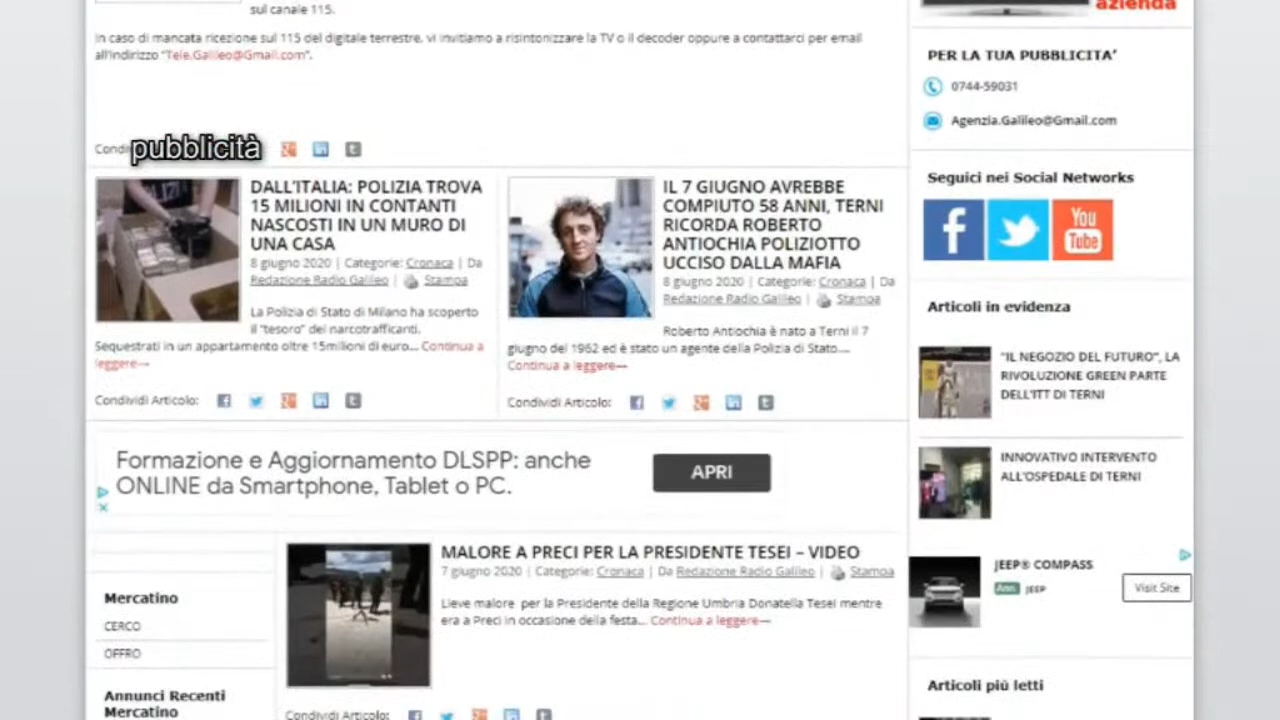 sul canale 115.
In caso di mancata ricezione sul 115 del digitale terrestre, vi invitiamo a risintonizzare la TV o il decoder oppure a contattarci per email
all'indirizzo "Tele.Galileo@Gmail.com".
pubblicità
DALL'ITALIA: POLIZIA TROVA
15 MILIONI IN CONTANTI
NASCOSTI IN UN MURO DI
UNA CASA
8 giugno 2020 | Categorie: Cronaca | Da
Redazione Radio Galileo | Stampa
La Polizia di Stato di Milano ha scoperto
il "tesoro" dei narcotrafficanti.
Sequestrati in un appartamento oltre 15milioni di euro... Continua a
leggere—
Condividi Articolo:
IL 7 GIUGNO AVREBBE
COMPIUTO 58 ANNI, TERNI
RICORDA ROBERTO
ANTIOCHIA POLIZIOTTO
UCCISO DALLA MAFIA
8 giugno 2020 | Categorie: Cronaca | Da
Redazione Radio Galileo | Stampa
Roberto Antiochia è nato a Terni il 7
giugno del 1962 ed è stato un agente della Polizia di Stato....
Continua a leggere—
Condividi Articolo:
Formazione e Aggiornamento DLSPP: anche
ONLINE da Smartphone, Tablet o PC.
APRI
Mercatino
CERCO
OFFRO
Annunci Recenti
Mercatino
MALORE A PRECI PER LA PRESIDENTE TESEI – VIDEO
7 giugno 2020 | Categorie: Cronaca | Da Redazione Radio Galileo | Stampa
Lieve malore per la Presidente della Regione Umbria Donatella Tesei mentre
era a Preci in occasione della festa... Continua a leggere—
Condividi Articolo:
azienda
PER LA TUA PUBBLICITA'
0744-59031
Agenzia.Galileo@Gmail.com
Seguici nei Social Networks
You
Tube
Articoli in evidenza
"IL NEGOZIO DEL FUTURO", LA
RIVOLUZIONE GREEN PARTE
DELL'ITT DI TERNI
INNOVATIVO INTERVENTO
ALL'OSPEDALE DI TERNI
JEEP® COMPASS
Ann. JEEP
Visit Site
Articoli più letti